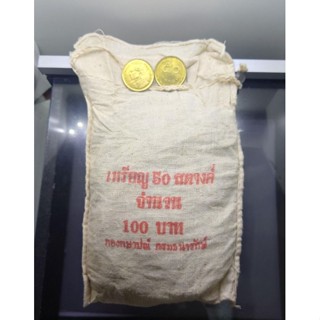 เหรียญ 50 สตางค์
จำนวน
100 บาท
กองกษาปณ์ กรมธนารักษ์